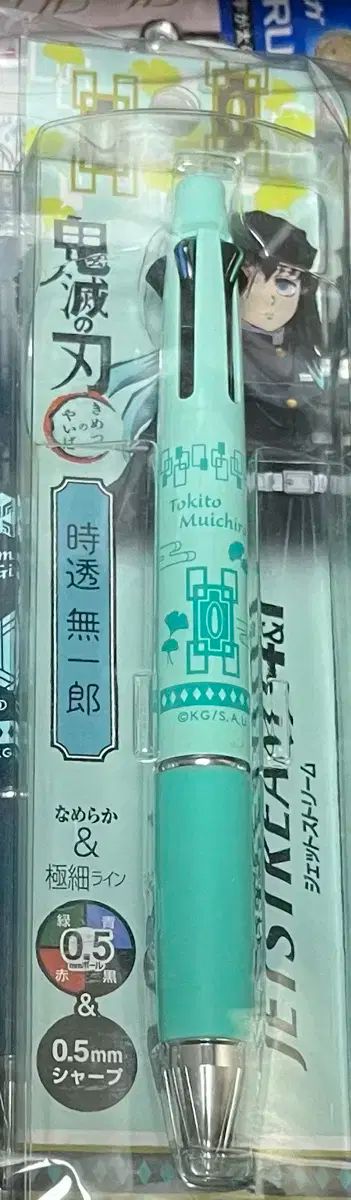 鬼滅の刃
きめつ
の
やいば
時透 無一郎
なめらか
&
極細ライン
緑 青
0.5
mmボール
赤 黒
&
0.5mm
シャープ
Tokito
Muichiro
©KG/S,A,U
JETSTREAM 4&1
ジェットストリーム